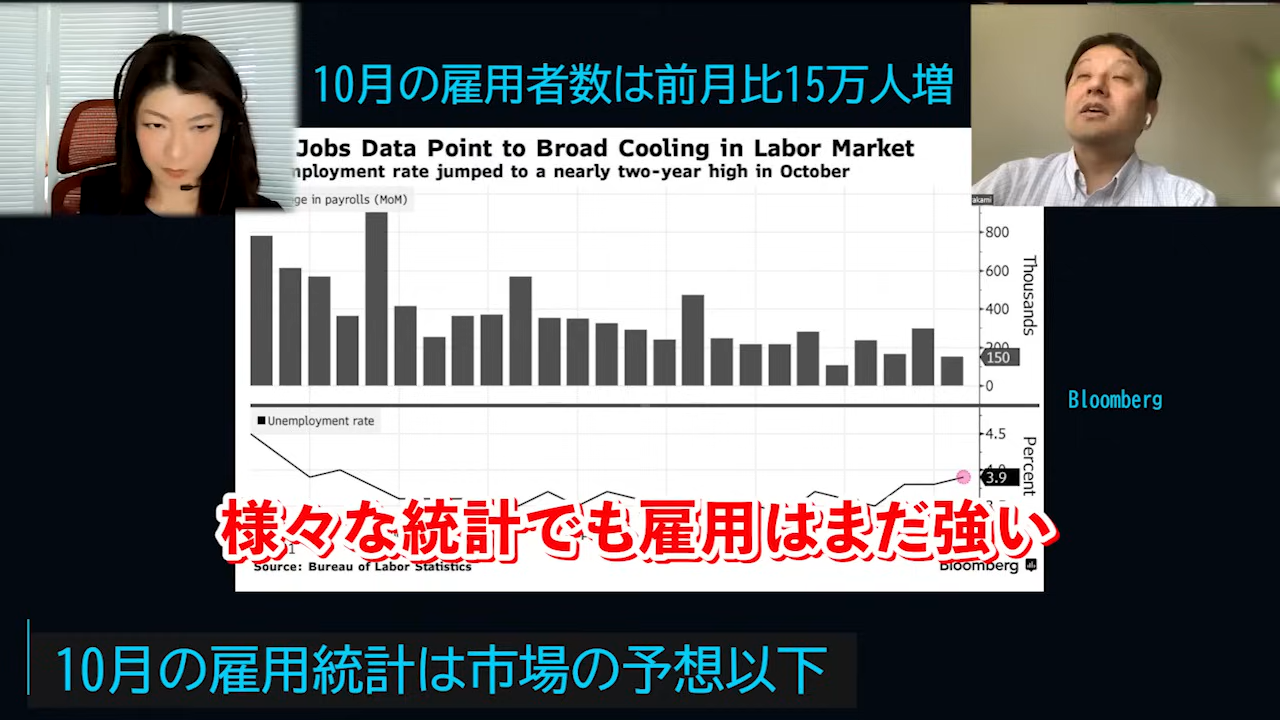 10月の雇用者数は前月比15万人増
Jobs Data Point to Broad Cooling in Labor Market
mployment rate jumped to a nearly two-year high in October
ge in payrolls (MoM)
akami
800
600
400
200
150
0
Thousands
Bloomberg
Unemployment rate
4.5
4.0
3.9
Percent
様々な統計でも雇用はまだ強い
Source: Bureau of Labor Statistics
Bloomberg
10月の雇用統計は市場の予想以下